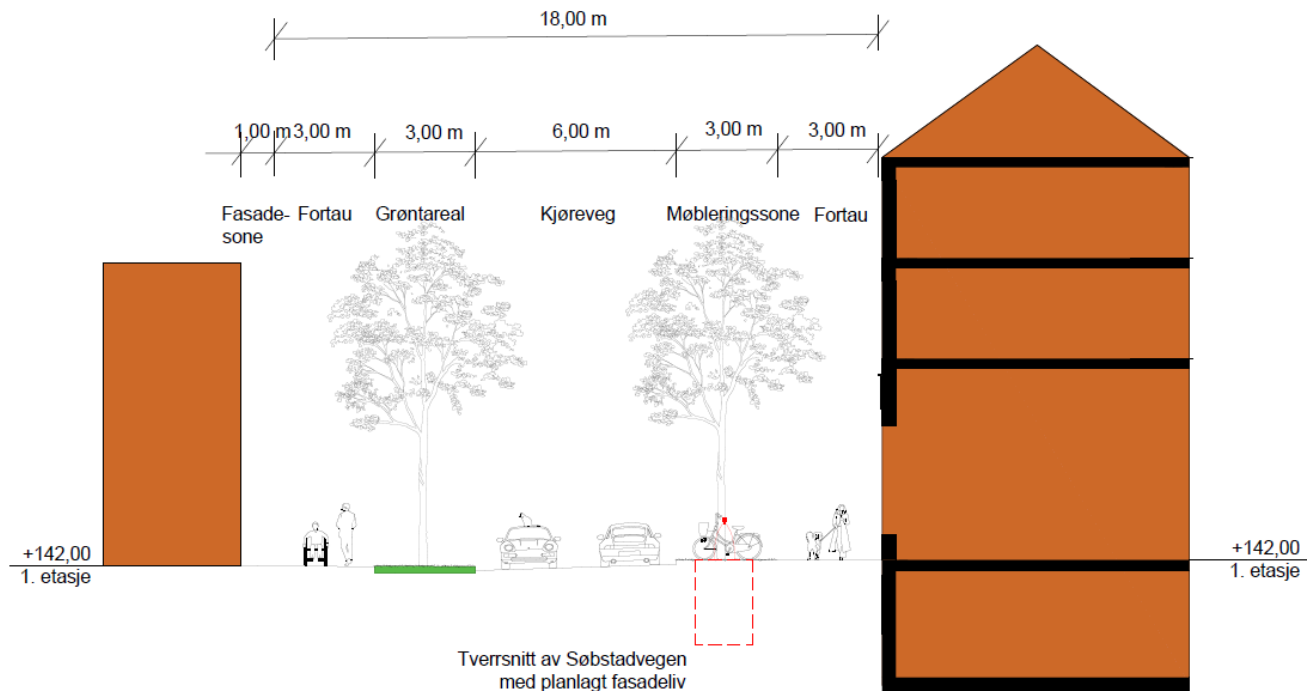 18,00 m
1,00 m 3,00 m 3,00 m 6,00 m 3,00 m 3,00 m
Fasade-
sone
Fortau
Grøntareal
Kjøreveg
Møbleringssone
Fortau
+142,00
1. etasje
+142,00
1. etasje
Tverrsnitt av Søbstadvegen
med planlagt fasadeliv